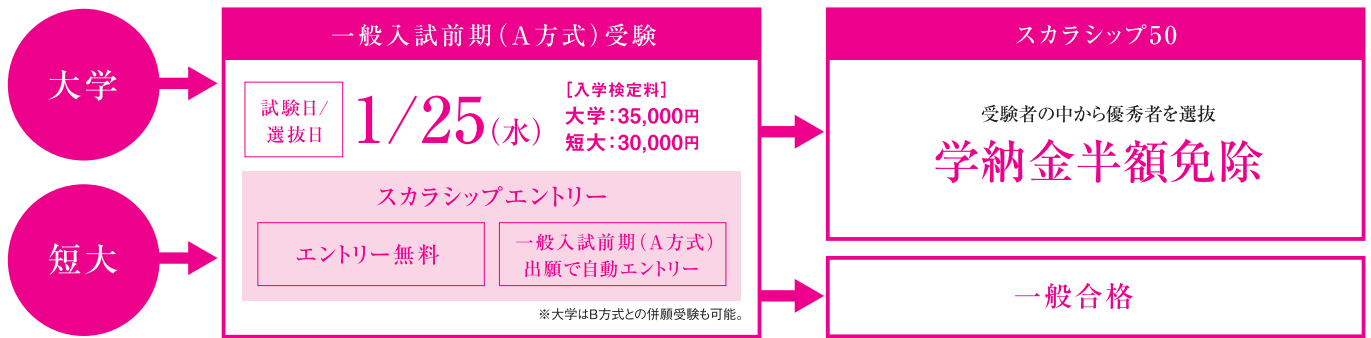 大学
短大
一般入試前期（A方式）受験
試験日/
選抜日
1/25（水）
［入学検定料］
大学：35,000円
短大：30,000円
スカラシップエントリー
エントリー無料
一般入試前期（A方式）
出願で自動エントリー
※大学はB方式との併願受験も可能。
スカラシップ50
受験者の中から優秀者を選抜
学納金半額免除
一般合格